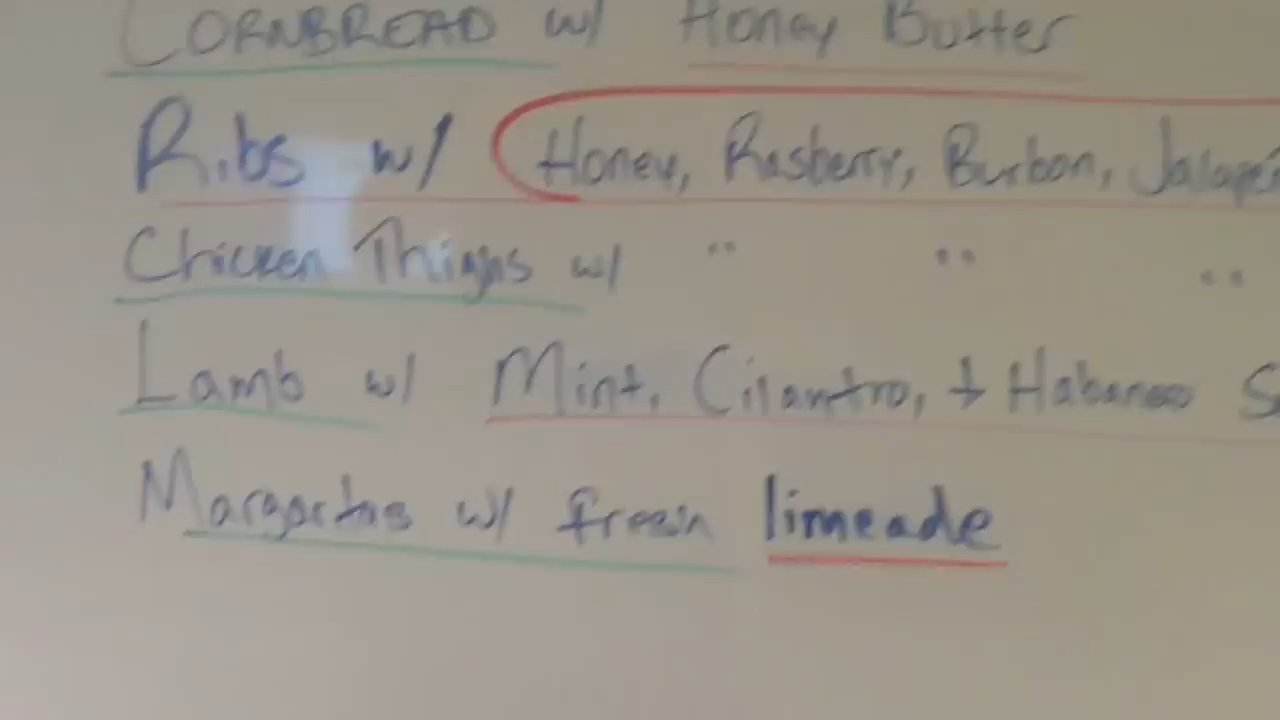 CORNBREAD w/ Honey Butter
Ribs w/ Honey, Rasberry, Burbon,
Chicken Thighs w/ " " "
Lamb w/ Mint, Cilantro, + Habanero
Margaritas w/ fresh limeade